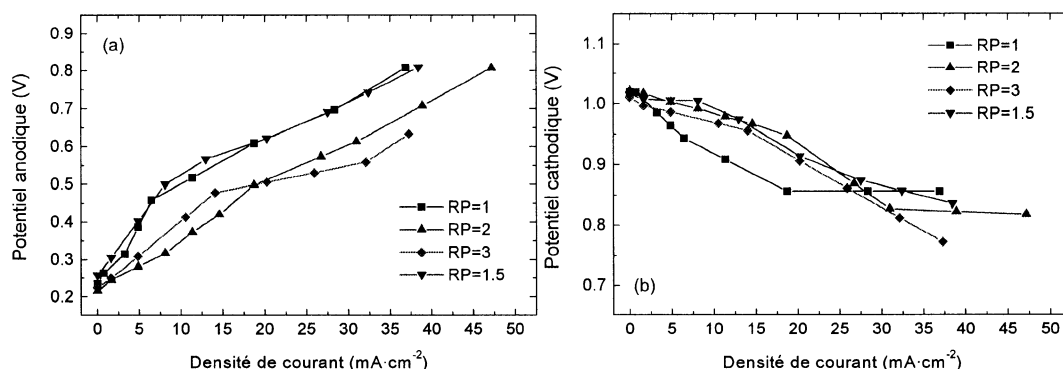 (a)
0.9
0.8
0.7
0.6
0.5
0.4
0.3
0.2
Potentiel anodique (V)
RP=1
RP=2
RP=3
RP=1.5
0 5 10 15 20 25 30 35 40 45 50
Densité de courant (mA·cm-2)
1.1
1.0
0.9
0.8
0.7
Potentiel cathodique (V)
RP=1
RP=2
RP=3
RP=1.5
(b)
0 5 10 15 20 25 30 35 40 45 50
Densité de courant (mA·cm-2)